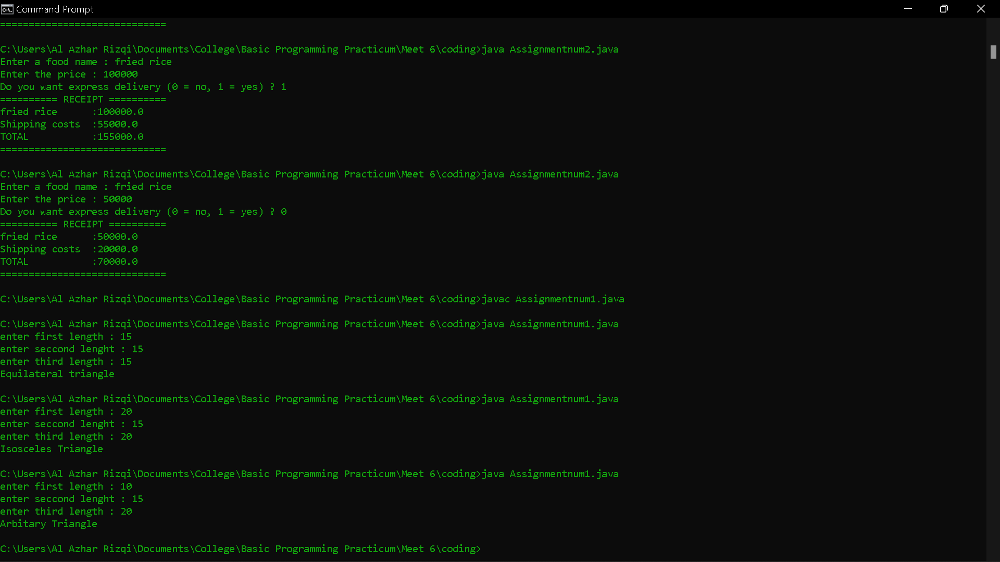 Command Prompt
=============================
C:\Users\Al Azhar Rizqi\Documents\College\Basic Programming Practicum\Meet 6\coding>java Assignmentnum2.java
Enter a food name : fried rice
Enter the price : 100000
Do you want express delivery (0 = no, 1 = yes) ? 1
========== RECEIPT ==========
fried rice      :100000.0
Shipping costs  :55000.0
TOTAL           :155000.0
=============================
C:\Users\Al Azhar Rizqi\Documents\College\Basic Programming Practicum\Meet 6\coding>java Assignmentnum2.java
Enter a food name : fried rice
Enter the price : 50000
Do you want express delivery (0 = no, 1 = yes) ? 0
========== RECEIPT ==========
fried rice      :50000.0
Shipping costs  :20000.0
TOTAL           :70000.0
=============================
C:\Users\Al Azhar Rizqi\Documents\College\Basic Programming Practicum\Meet 6\coding>javac Assignmentnum1.java
C:\Users\Al Azhar Rizqi\Documents\College\Basic Programming Practicum\Meet 6\coding>java Assignmentnum1.java
enter first length : 15
enter seccond lenght : 15
enter third length : 15
Equilateral triangle
C:\Users\Al Azhar Rizqi\Documents\College\Basic Programming Practicum\Meet 6\coding>java Assignmentnum1.java
enter first length : 20
enter seccond lenght : 15
enter third length : 20
Isosceles Triangle
C:\Users\Al Azhar Rizqi\Documents\College\Basic Programming Practicum\Meet 6\coding>java Assignmentnum1.java
enter first length : 10
enter seccond lenght : 15
enter third length : 20
Arbitary Triangle
C:\Users\Al Azhar Rizqi\Documents\College\Basic Programming Practicum\Meet 6\coding>